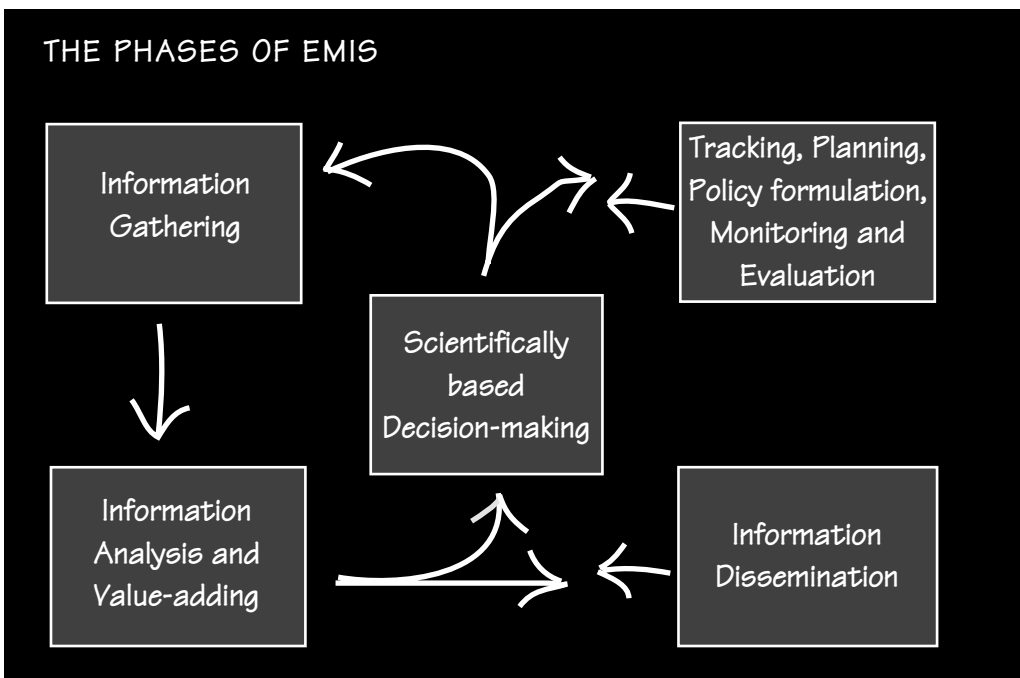 THE PHASES OF EMIS
Information
Gathering
Tracking, Planning,
Policy formulation,
Monitoring and
Evaluation
Scientifically
based
Decision-making
Information
Analysis and
Value-adding
Information
Dissemination